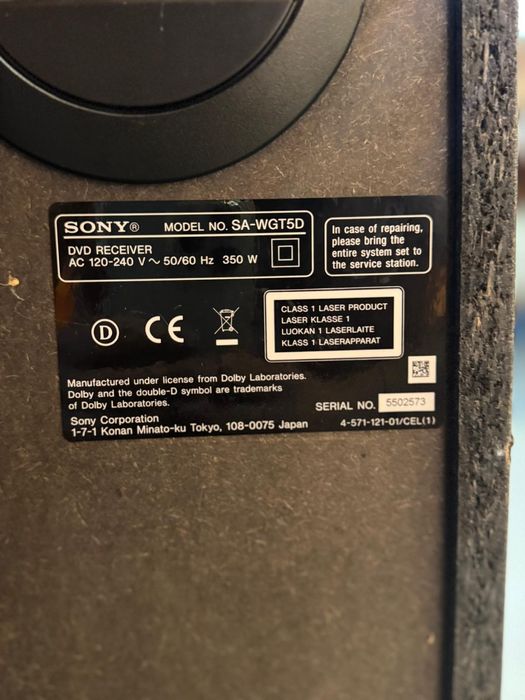 SONY® MODEL NO. SA-WGT5D
DVD RECEIVER
AC 120-240 V ~ 50/60 Hz 350 W
In case of repairing,
please bring the
entire system set to
the service station.
D CE
CLASS 1 LASER PRODUCT
LASER KLASSE 1
LUOKAN 1 LASERLAITE
KLASS 1 LASERAPPARAT
Manufactured under license from Dolby Laboratories.
Dolby and the double-D symbol are trademarks
of Dolby Laboratories.
Sony Corporation
1-7-1 Konan Minato-ku Tokyo, 108-0075 Japan
SERIAL NO. 5502573
4-571-121-01/CEL(1)